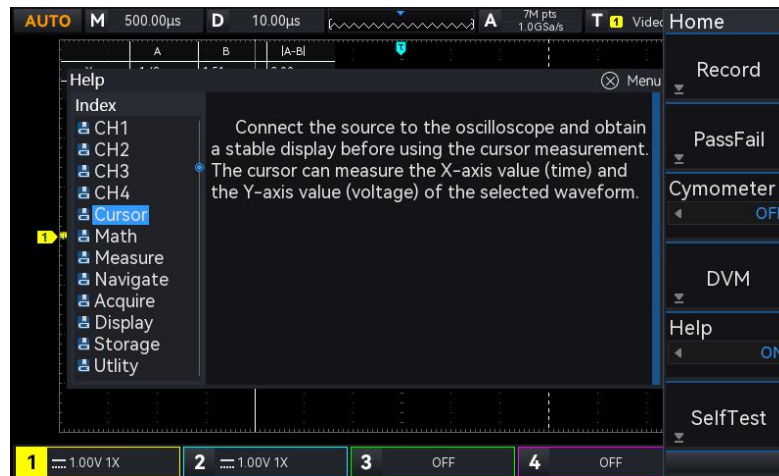 AUTO M 500.00μs D 10.00μs A 7M pts 1.0GSa/s T 1 Video
Home
A B |A-B|
Help Menu
Index
CH1
CH2
CH3
CH4
Cursor
Math
Measure
Navigate
Acquire
Display
Storage
Utlity
Connect the source to the oscilloscope and obtain
a stable display before using the cursor measurement.
The cursor can measure the X-axis value (time) and
the Y-axis value (voltage) of the selected waveform.
Record
PassFail
Cymometer
OFF
DVM
Help
ON
SelfTest
T
1
1 1.00V 1X 2 1.00V 1X 3 OFF 4 OFF